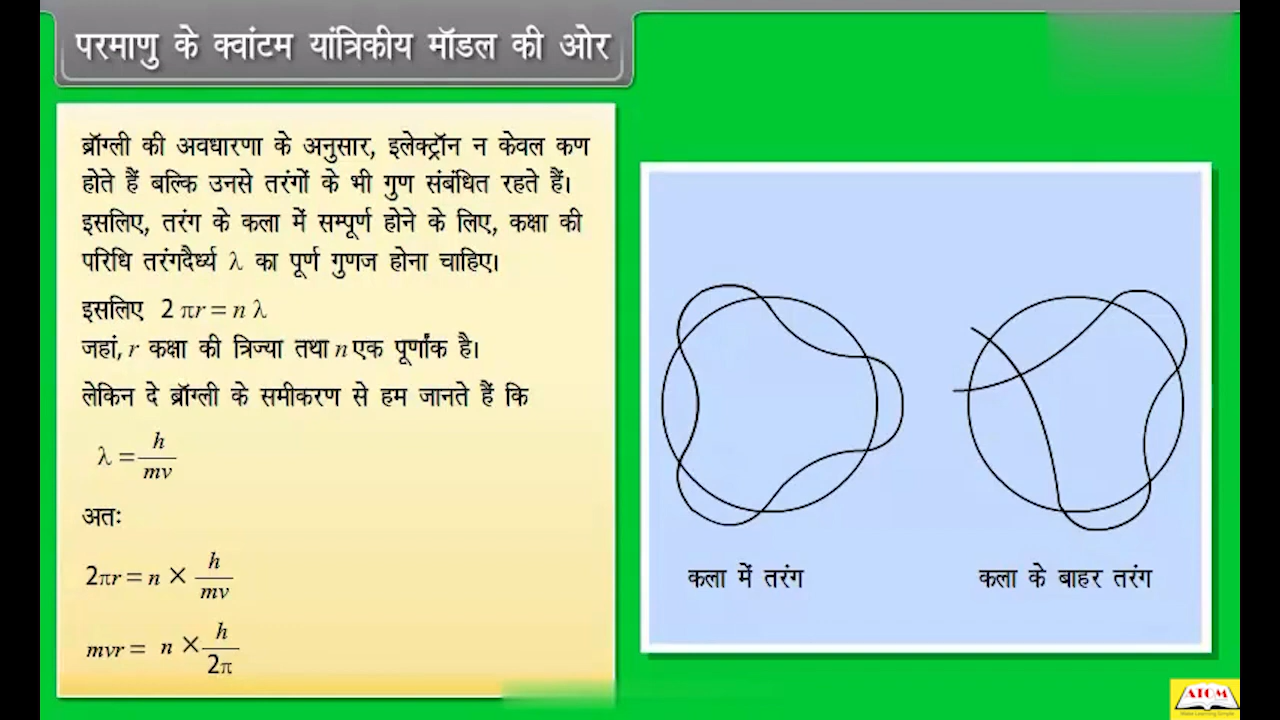 परमाणु के क्वांटम यांत्रिकीय मॉडल की ओर
ब्रॉग्ली की अवधारणा के अनुसार, इलेक्ट्रॉन न केवल कण
होते हैं बल्कि उनसे तरंगों के भी गुण संबंधित रहते हैं।
इसलिए, तरंग के कला में सम्पूर्ण होने के लिए, कक्षा की
परिधि तरंगदैर्ध्य λ का पूर्ण गुणज होना चाहिए।
इसलिए 2 πr = n λ
जहां, r कक्षा की त्रिज्या तथा n एक पूर्णांक है।
लेकिन दे ब्रॉग्ली के समीकरण से हम जानते हैं कि
λ = h/mv
अतः
2πr = n × h/mv
mvr = n × h/2π
कला में तरंग
कला के बाहर तरंग
ATOM